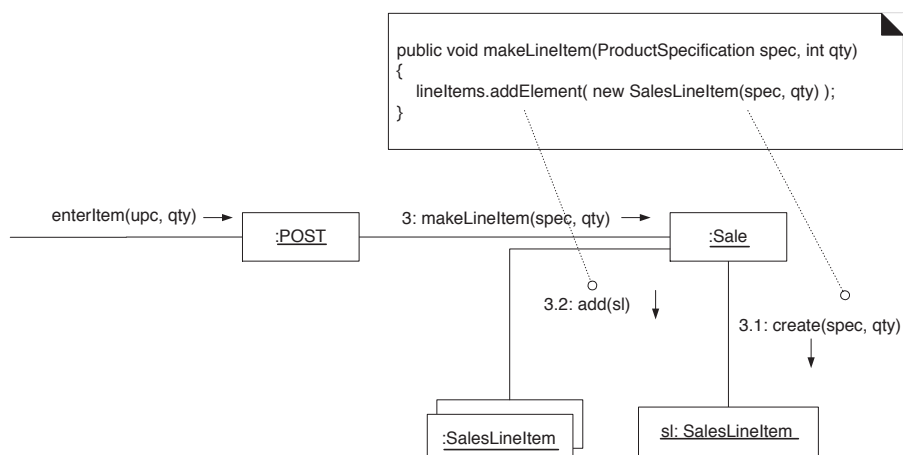 public void makeLineItem(ProductSpecification spec, int qty)
{
lineItems.addElement( new SalesLineItem(spec, qty) );
}
enterItem(upc, qty)
:POST
3: makeLineItem(spec, qty)
:Sale
3.2: add(sl)
3.1: create(spec, qty)
:SalesLineItem
sl: SalesLineItem